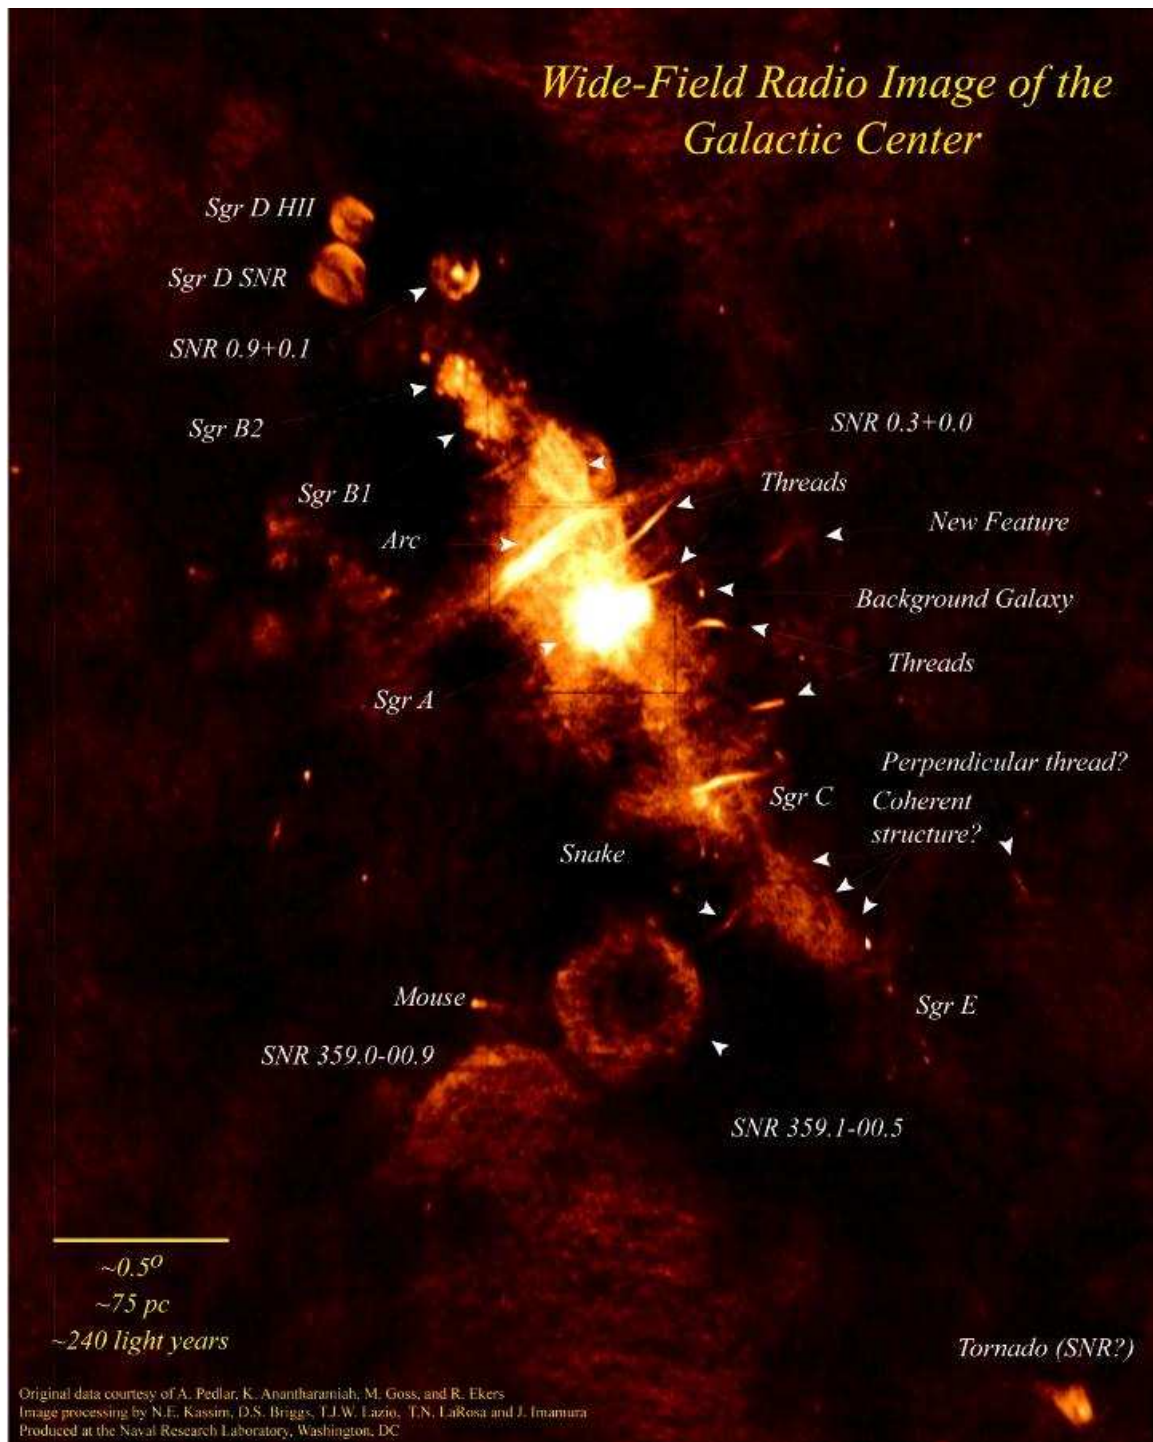 Wide-Field Radio Image of the
Galactic Center
Sgr D HII
Sgr D SNR
SNR 0.9+0.1
Sgr B2
SNR 0.3+0.0
Threads
Sgr B1
New Feature
Arc
Background Galaxy
Threads
Sgr A
Perpendicular thread?
Sgr C
Coherent
structure?
Snake
Mouse
Sgr E
SNR 359.0-00.9
SNR 359.1-00.5
~0.5º
~75 pc
~240 light years
Tornado (SNR?)
Original data courtesy of A. Pedlar, K. Anantharamiah, M. Goss, and R. Ekers
Image processing by N.E. Kassim, D.S. Briggs, T.J.W. Lazio, T.N. LaRosa and J. Imamura
Produced at the Naval Research Laboratory, Washington, DC